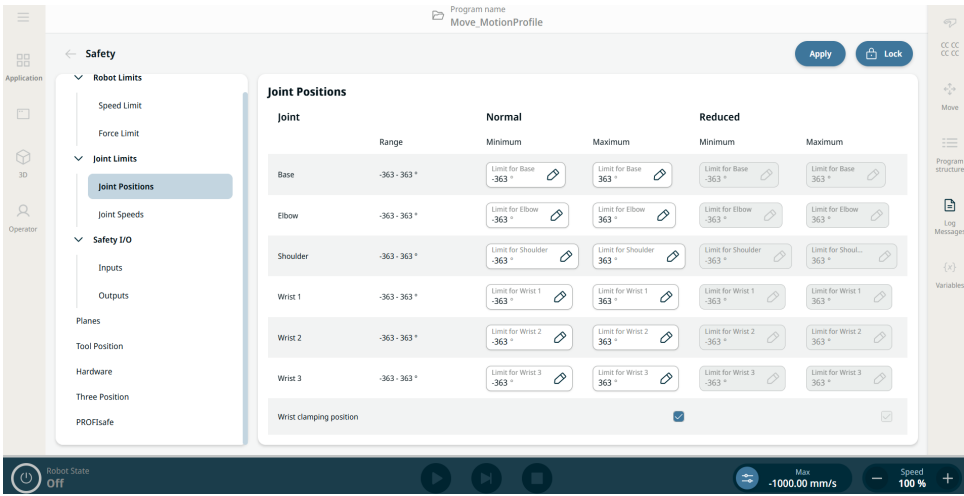 Program name
Move_MotionProfile
Safety
Apply
Lock
Application
3D
Operator
Robot Limits
Speed Limit
Force Limit
Joint Limits
Joint Positions
Joint Speeds
Safety I/O
Inputs
Outputs
Planes
Tool Position
Hardware
Three Position
PROFIsafe
Joint Positions
Joint Normal Reduced
Range Minimum Maximum Minimum Maximum
Limit for Base Limit for Base Limit for Base Limit for Base
Base -363 - 363 ° -363 ° 363 ° -363 ° 363 °
Limit for Elbow Limit for Elbow Limit for Elbow Limit for Elbow
Elbow -363 - 363 ° -363 ° 363 ° -363 ° 363 °
Limit for Shoulder Limit for Shoulder Limit for Shoulder Limit for Shoul...
Shoulder -363 - 363 ° -363 ° 363 ° -363 ° 363 °
Limit for Wrist 1 Limit for Wrist 1 Limit for Wrist 1 Limit for Wrist 1
Wrist 1 -363 - 363 ° -363 ° 363 ° -363 ° 363 °
Limit for Wrist 2 Limit for Wrist 2 Limit for Wrist 2 Limit for Wrist 2
Wrist 2 -363 - 363 ° -363 ° 363 ° -363 ° 363 °
Limit for Wrist 3 Limit for Wrist 3 Limit for Wrist 3 Limit for Wrist 3
Wrist 3 -363 - 363 ° -363 ° 363 ° -363 ° 363 °
Wrist clamping position
CC CC
CC CC
Move
Program
structure
Log
Messages
Variables
Robot State
Off
Max
-1000.00 mm/s
Speed
100 %